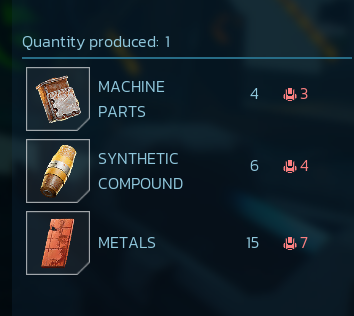 Quantity produced: 1
MACHINE PARTS 4 3
SYNTHETIC COMPOUND 6 4
METALS 15 7